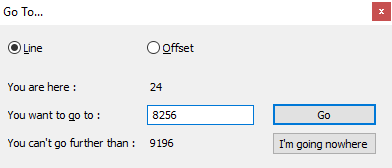 Go To...
x
Line Offset
You are here : 24
You want to go to : 8256 Go
You can't go further than : 9196 I'm going nowhere